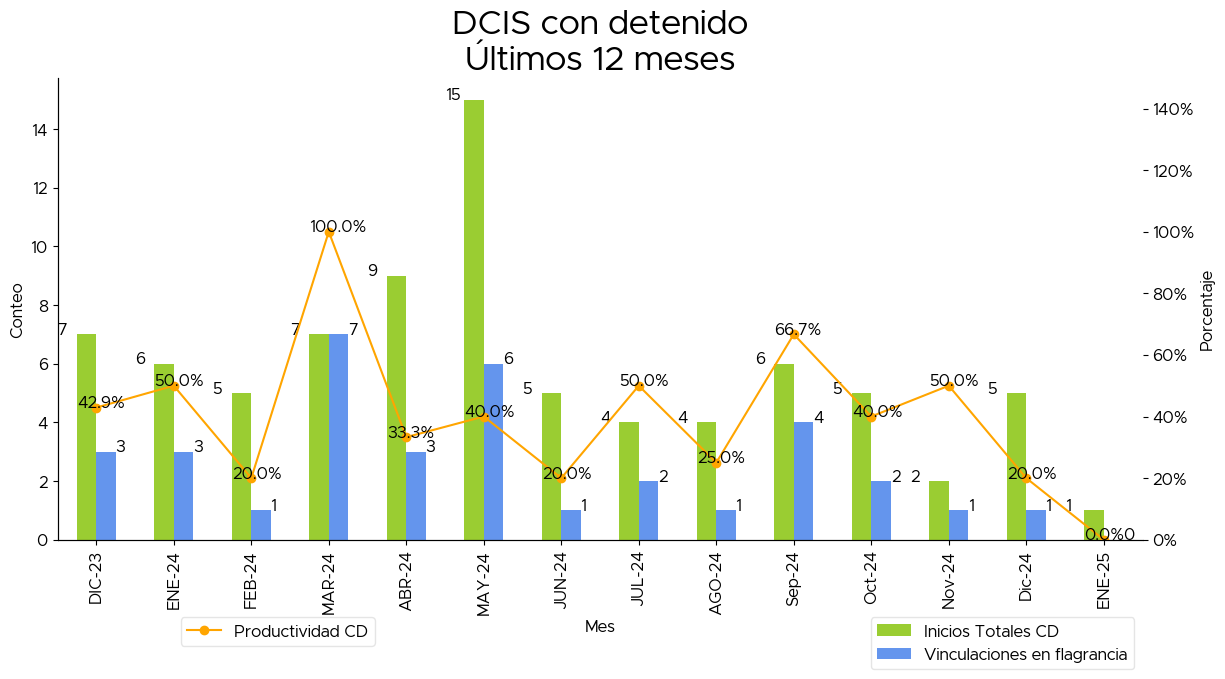 DCIS con detenido
Últimos 12 meses
15
14
12
10
8
6
4
2
0
Conteo
140%
120%
100%
80%
60%
40%
20%
0%
Porcentaje
7
42.9%
3
6
50.0%
3
5
20.0%
1
7
100.0%
7
9
33.3%
3
40.0%
6
5
20.0%
1
4
50.0%
2
4
25.0%
1
6
66.7%
4
5
40.0%
2
2
50.0%
1
5
20.0%
1
1
0.0%
0
DIC-23
ENE-24
FEB-24
MAR-24
ABR-24
MAY-24
JUN-24
JUL-24
AGO-24
Sep-24
Oct-24
Nov-24
Dic-24
ENE-25
Mes
Productividad CD
Inicios Totales CD
Vinculaciones en flagrancia